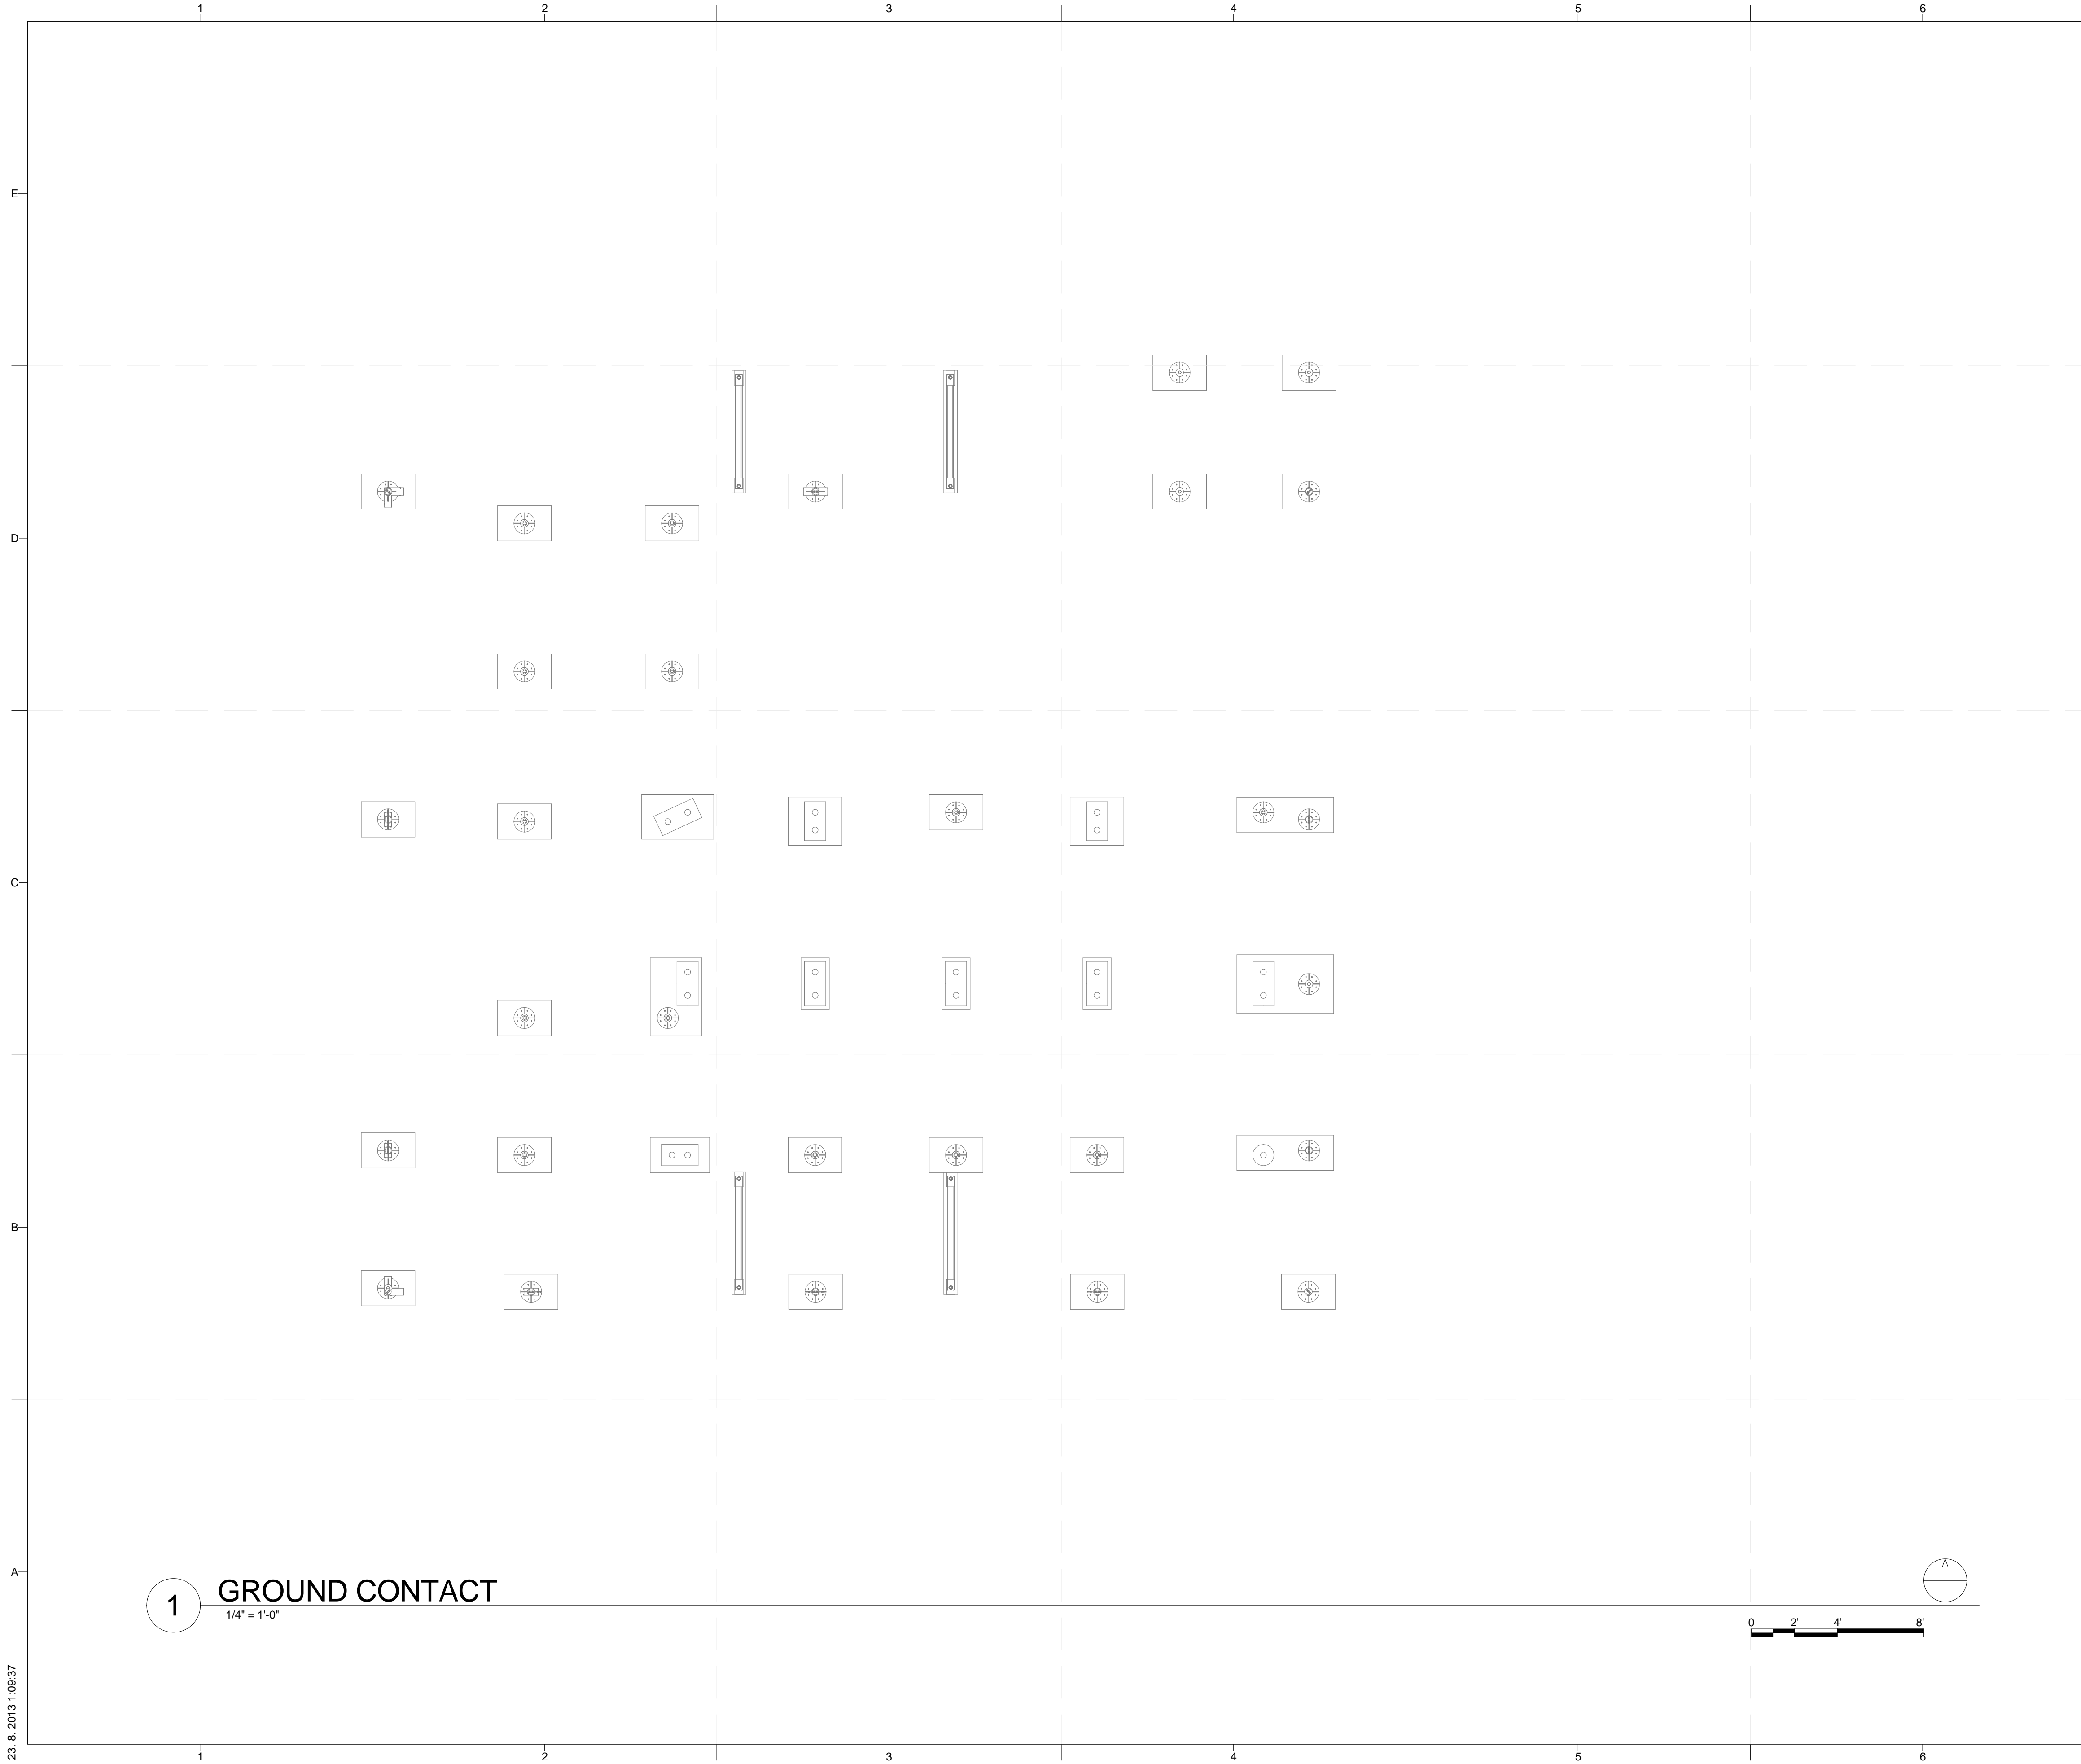 1 2 3 4 5 6
E
D
C
B
A
1
GROUND CONTACT
1/4" = 1'-0"
0 2' 4' 8'
23. 8. 2013 1:09:37
1 2 3 4 5 6